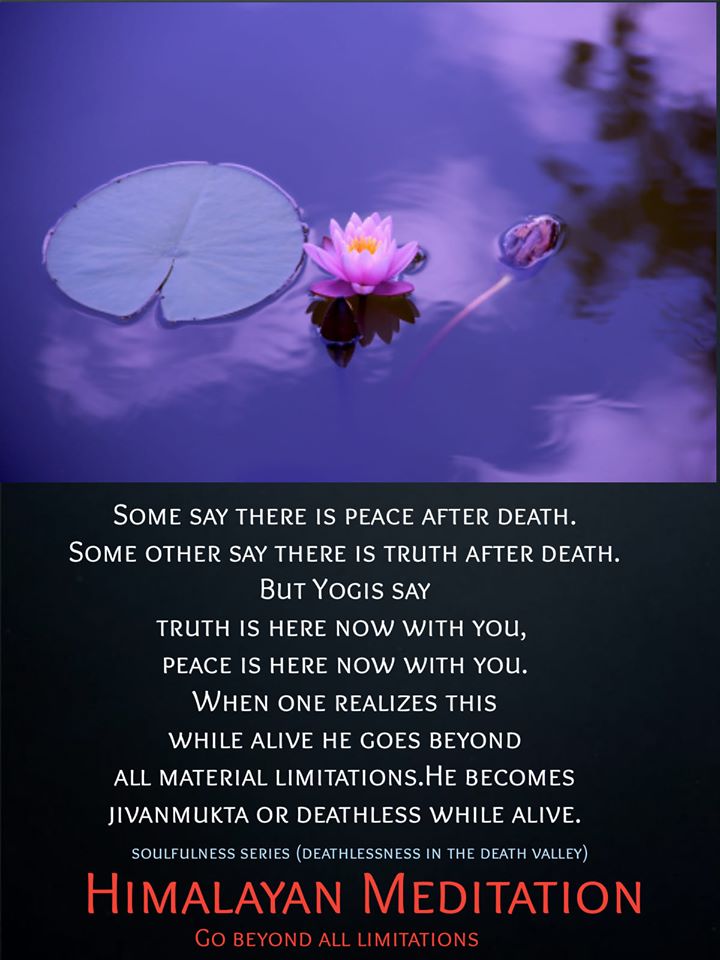 Some say there is peace after death.
Some other say there is truth after death.
But Yogis say
truth is here now with you,
peace is here now with you.
When one realizes this
while alive he goes beyond
all material limitations.He becomes
jivanmukta or deathless while alive.
soulfulness series (deathlessness in the death valley)
Himalayan Meditation
Go beyond all limitations